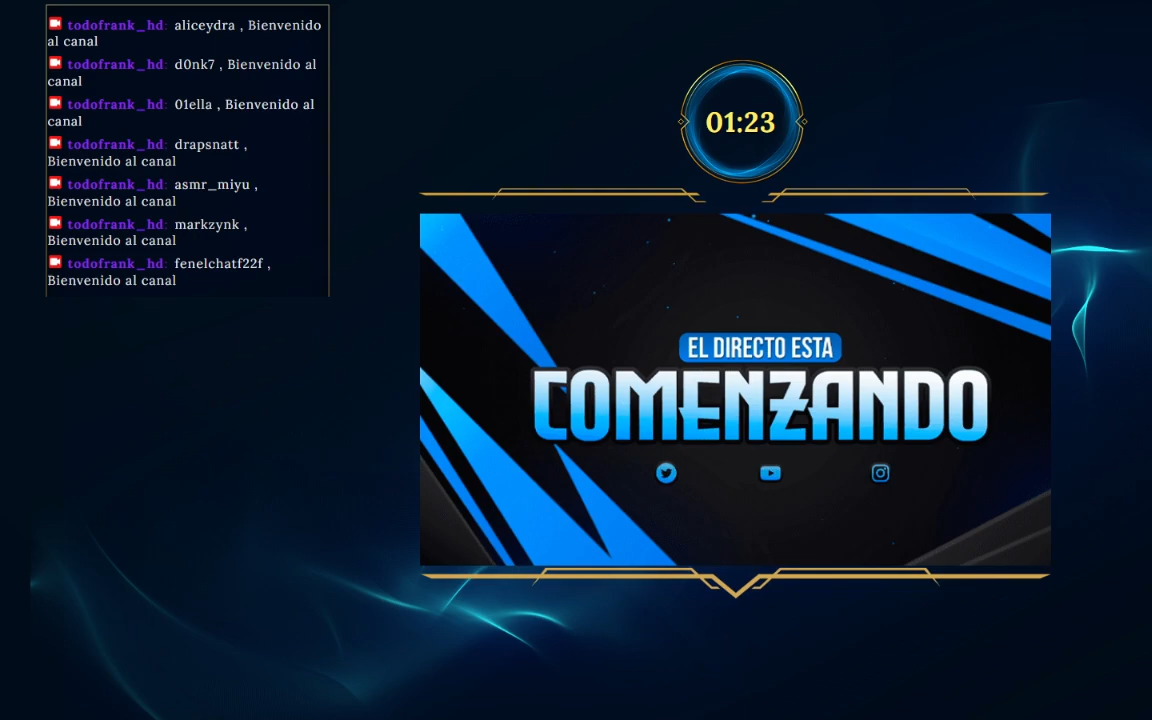 todofrank_hd: aliceydra , Bienvenido
al canal
todofrank_hd: d0nk7 , Bienvenido al
canal
todofrank_hd: 01ella , Bienvenido al
canal
todofrank_hd: drapsnatt ,
Bienvenido al canal
todofrank_hd: asmr_miyu ,
Bienvenido al canal
todofrank_hd: markzynk ,
Bienvenido al canal
todofrank_hd: fenelchatf22f ,
Bienvenido al canal
01:23
EL DIRECTO ESTA
COMENZANDO